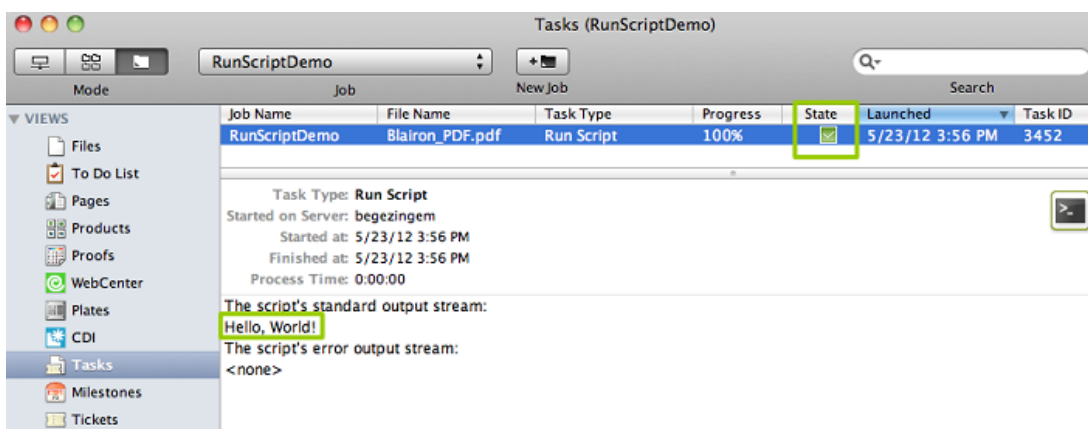 Tasks (RunScriptDemo)
RunScriptDemo
Mode Job New Job Search
VIEWS
Files
To Do List
Pages
Products
Proofs
WebCenter
Plates
CDI
Tasks
Milestones
Tickets
Job Name File Name Task Type Progress State Launched Task ID
RunScriptDemo Blairon_PDF.pdf Run Script 100% 5/23/12 3:56 PM 3452
Task Type: Run Script
Started on Server: begezingem
Started at: 5/23/12 3:56 PM
Finished at: 5/23/12 3:56 PM
Process Time: 0:00:00
The script's standard output stream:
Hello, World!
The script's error output stream:
<none>